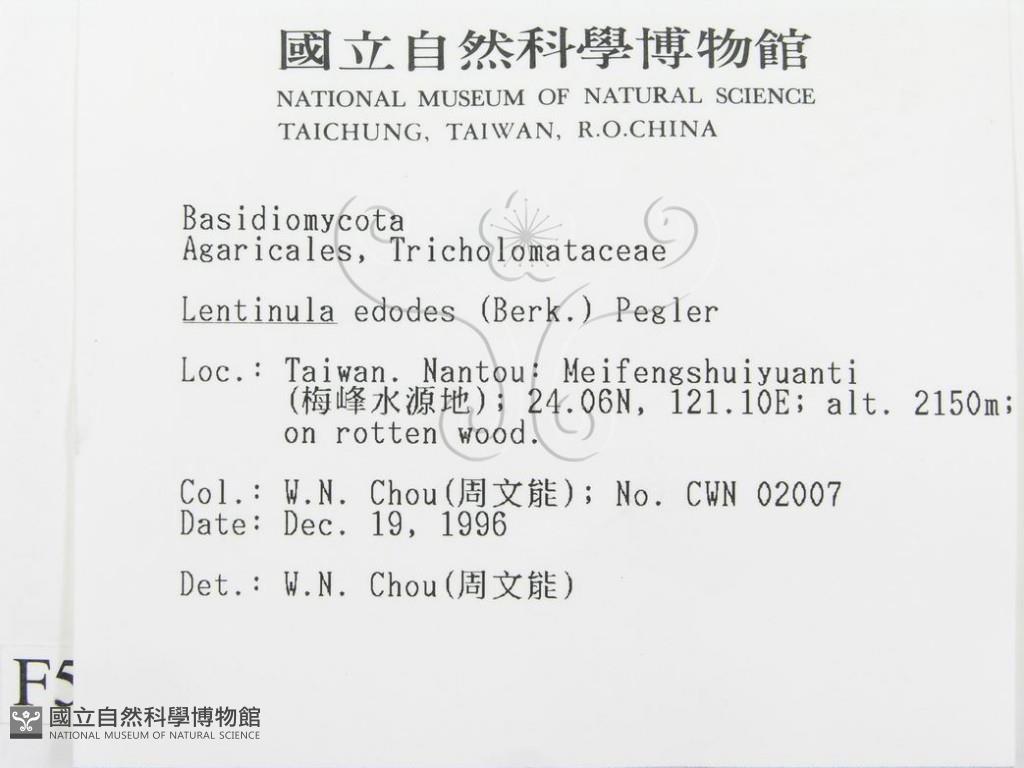 國立自然科學博物館
NATIONAL MUSEUM OF NATURAL SCIENCE
TAICHUNG, TAIWAN, R.O.CHINA
Basidiomycota
Agaricales, Tricholomataceae
Lentinula edodes (Berk.) Pegler
Loc.: Taiwan. Nantou: Meifengshuiyuanti
(梅峰水源地); 24.06N, 121.10E; alt. 2150m;
on rotten wood.
Col.: W.N. Chou(周文能); No. CWN 02007
Date: Dec. 19, 1996
Det.: W.N. Chou(周文能)
F5
國立自然科學博物館
NATIONAL MUSEUM OF NATURAL SCIENCE